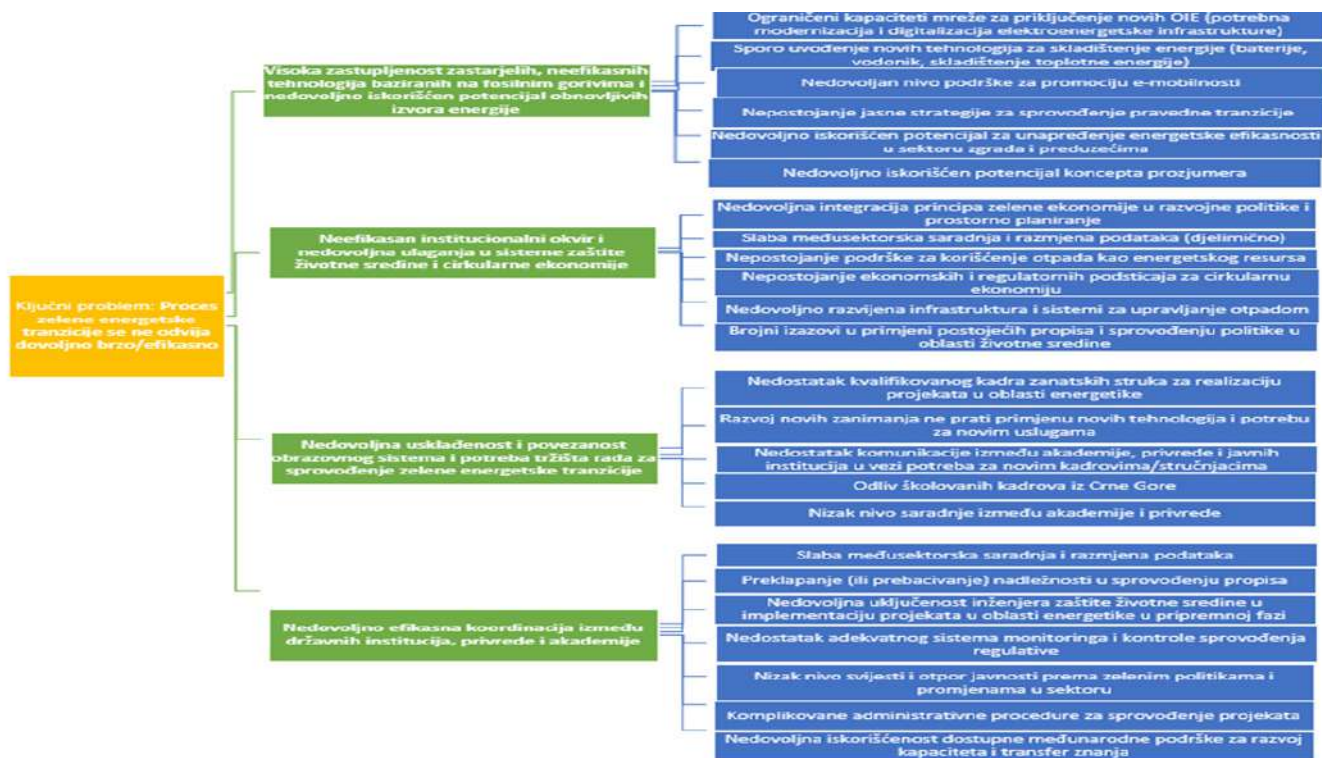 Ključni problem: Proces
zelene energetske
tranzicije se ne odvija
dovoljno brzo/efikasno
Visoka zastupljenost zastarjelih, neefikasnih
tehnologija baziranih na fosilnim gorivima i
nedovoljno iskorišćen potencijal obnovljivih
izvora energije
Ograničeni kapaciteti mreže za priključenje novih OIE (potrebna
modernizacija i digitalizacija elektroenergetske infrastrukture)
Sporo uvođenje novih tehnologija za skladištenje energije (baterije,
vodonik, skladištenje toplotne energije)
Nedovoljan nivo podrške za promociju e-mobilnosti
Nepostojanje jasne strategije za sprovođenje pravedne tranzicije
Nedovoljno iskorišćen potencijal za unapređenje energetske efikasnosti
u sektoru zgrada i preduzećima
Nedovoljno iskorišćen potencijal koncepta prozjumera
Neefikasan institucionalni okvir i
nedovoljna ulaganja u sisteme zaštite
životne sredine i cirkularne ekonomije
Nedovoljna integracija principa zelene ekonomije u razvojne politike i
prostorno planiranje
Slaba međusektorska saradnja i razmjena podataka (djelimično)
Nepostojanje podrške za korišćenje otpada kao energetskog resursa
Nepostojanje ekonomskih i regulatornih podsticaja za cirkularnu
ekonomiju
Nedovoljno razvijena infrastruktura i sistemi za upravljanje otpadom
Brojni izazovi u primjeni postojećih propisa i sprovođenju politike u
oblasti životne sredine
Nedovoljna usklađenost i povezanost
obrazovnog sistema i potreba tržišta rada za
sprovođenje zelene energetske tranzicije
Nedostatak kvalifikovanog kadra zanatskih struka za realizaciju
projekata u oblasti energetike
Razvoj novih zanimanja ne prati primjenu novih tehnologija i potrebu
za novim uslugama
Nedostatak komunikacije između akademije, privrede i javnih
institucija u vezi potreba za novim kadrovima/stručnjacima
Odliv školovanih kadrova iz Crne Gore
Nizak nivo saradnje između akademije i privrede
Nedovoljno efikasna koordinacija između
državnih institucija, privrede i akademije
Slaba međusektorska saradnja i razmjena podataka
Preklapanje (ili prebacivanje) nadležnosti u sprovođenju propisa
Nedovoljna uključenost inženjera zaštite životne sredine u
implementaciju projekata u oblasti energetike u pripremnoj fazi
Nedostatak adekvatnog sistema monitoringa i kontrole sprovođenja
regulative
Nizak nivo svijesti i otpor javnosti prema zelenim politikama i
promjenama u sektoru
Komplikovane administrativne procedure za sprovođenje projekata
Nedovoljna iskorišćenost dostupne međunarodne podrške za razvoj
kapaciteta i transfer znanja